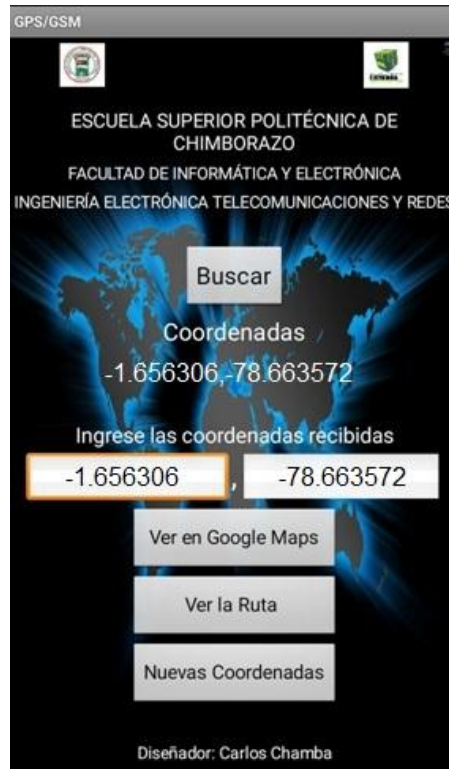 GPS/GSM
ESCUELA SUPERIOR POLITÉCNICA DE
CHIMBORAZO
FACULTAD DE INFORMÁTICA Y ELECTRÓNICA
INGENIERÍA ELECTRÓNICA TELECOMUNICACIONES Y REDES
Buscar
Coordenadas
-1.656306,-78.663572
Ingrese las coordenadas recibidas
-1.656306 , -78.663572
Ver en Google Maps
Ver la Ruta
Nuevas Coordenadas
Diseñador: Carlos Chamba